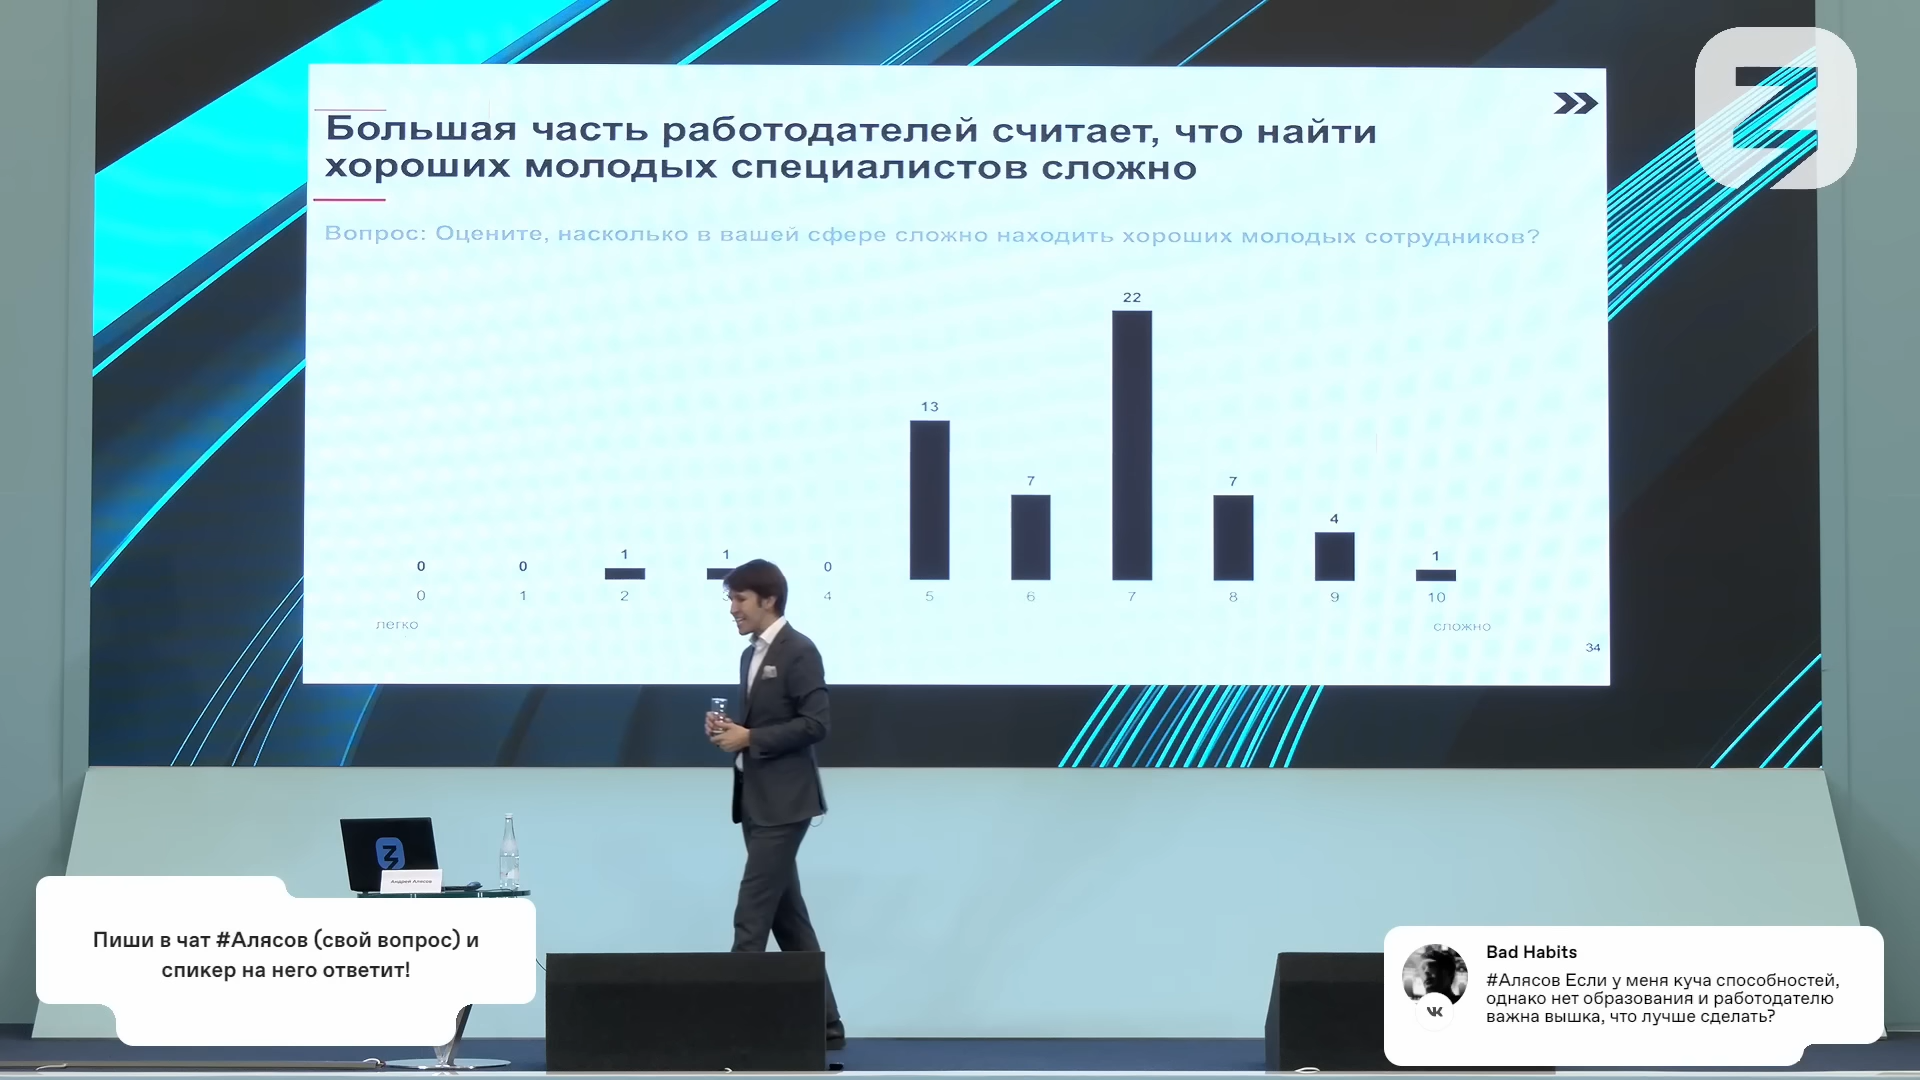 Большая часть работодателей считает, что найти
хороших молодых специалистов сложно
Вопрос: Оцените, насколько в вашей сфере сложно находить хороших молодых сотрудников?
0 0 1 1 0 13 7 22 7 4 1
0 1 2 3 4 5 6 7 8 9 10
легко сложно
34
Андрей Алясов
Пиши в чат #Алясов (свой вопрос) и
спикер на него ответит!
Bad Habits
#Алясов Если у меня куча способностей,
однако нет образования и работодателю
важна вышка, что лучше сделать?